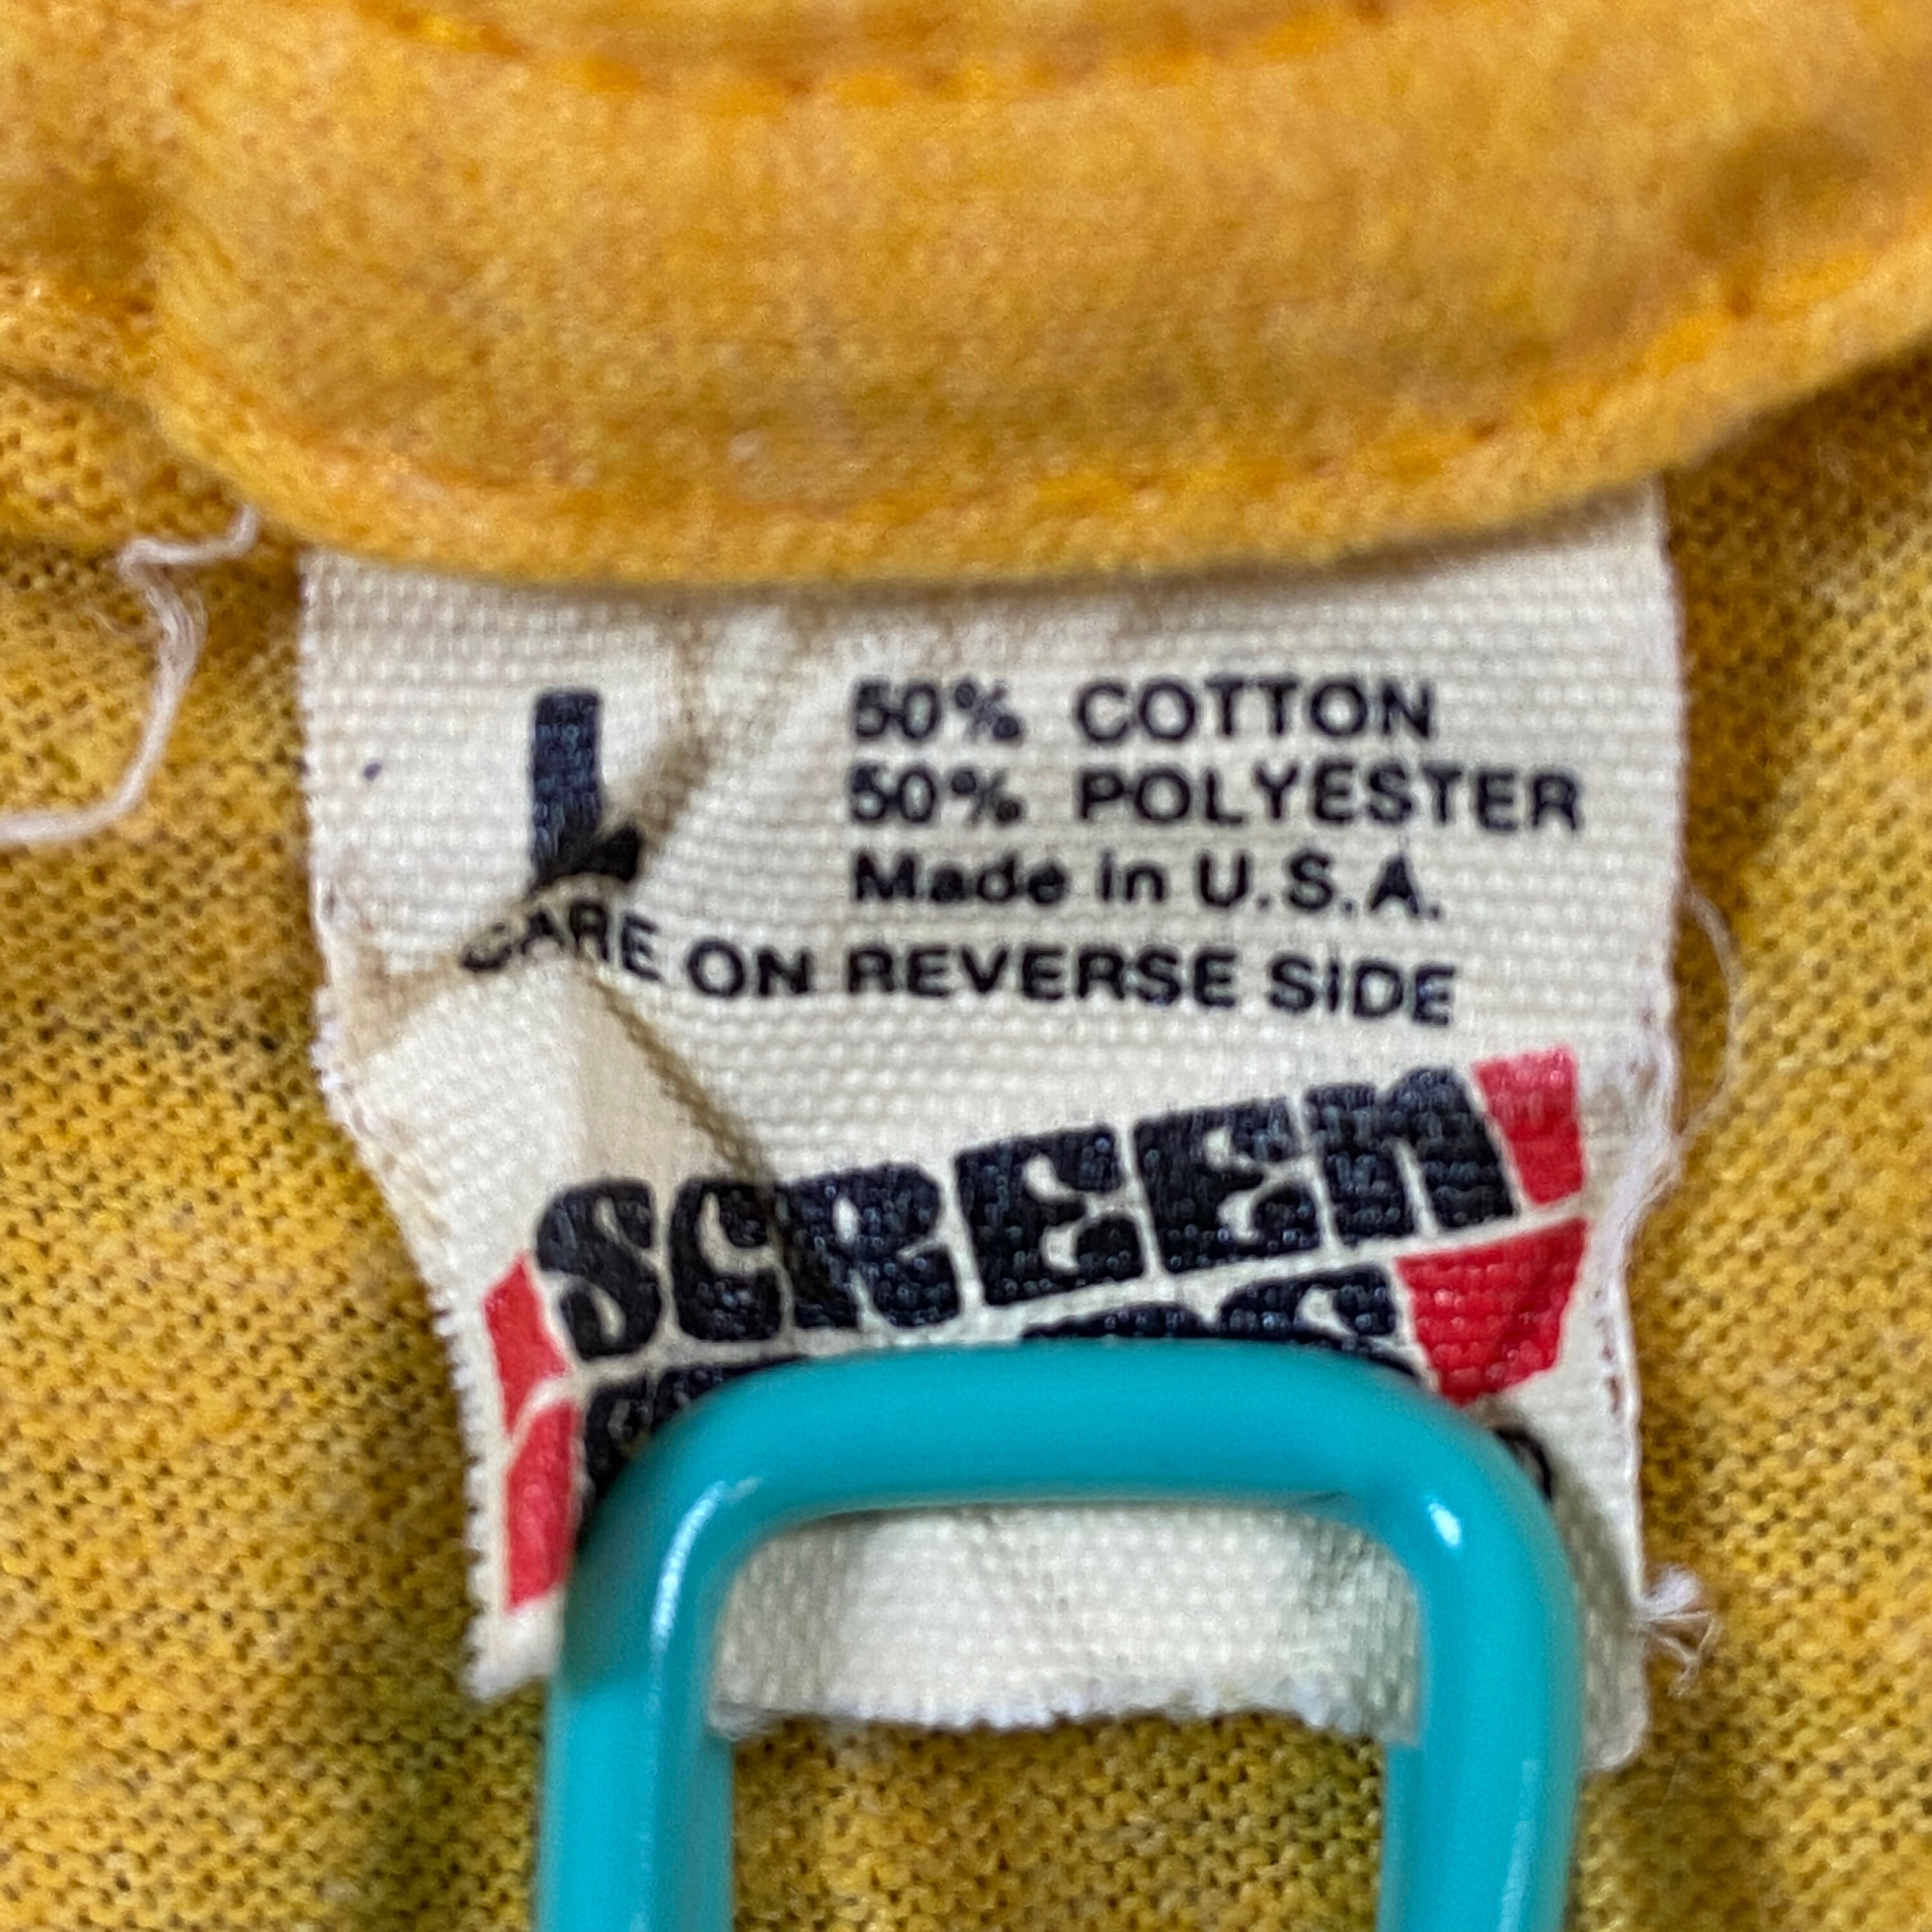 L
50% COTTON
50% POLYESTER
Made in U.S.A.
CARE ON REVERSE SIDE
SCREEN